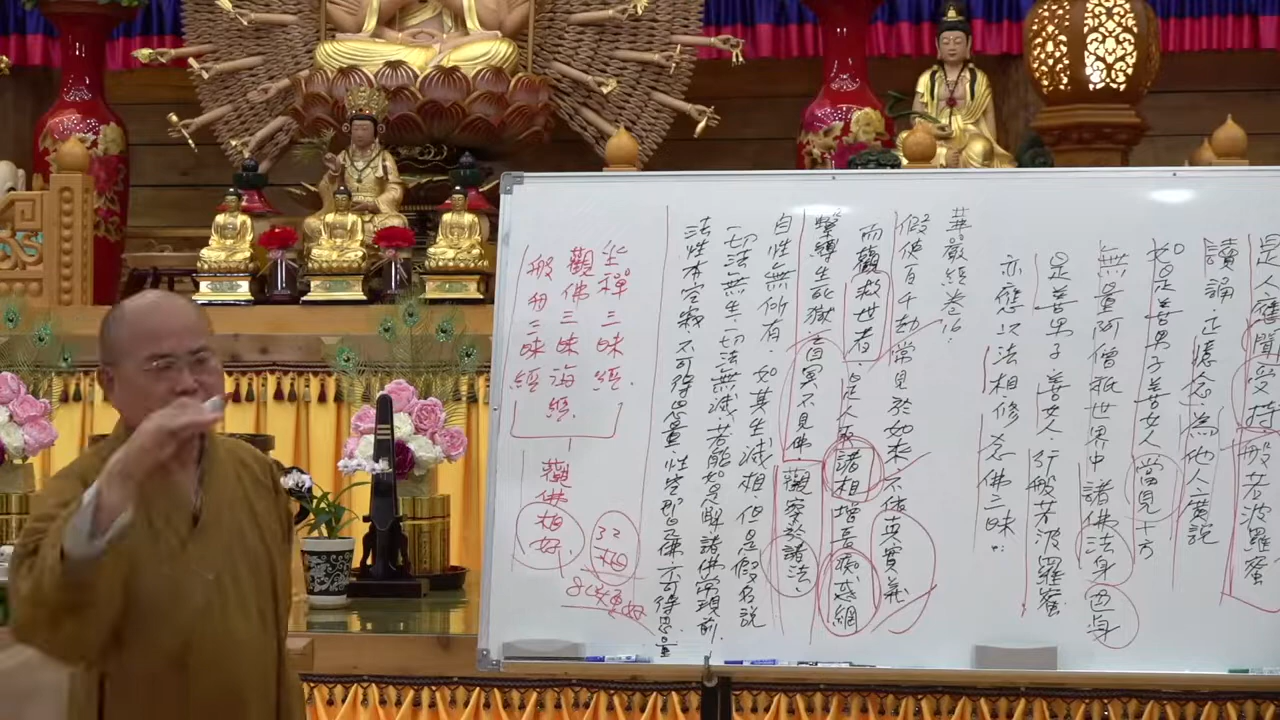 是人應聞受持般若波羅蜜
讀誦正憶念為他人廣說
如是善男子善女人當見十方
無量阿僧祇世界中諸佛法身色身
是善男子善女人行般若波羅蜜
亦應以法相修念佛三昧
華嚴經卷16
假使百千劫常見於如來不依真實義
而觀救世者是人取諸相增長癡惑網
繫縛生死獄盲冥不見佛觀察於諸法
自性無所有如其生滅相但是假名說
一切法無生一切法無滅若能如是解諸佛常現前
法性本空寂不可得思量性空即是佛不可得思量
坐禪三昧經
觀佛三昧海經
般舟三昧經
觀佛相好
32相